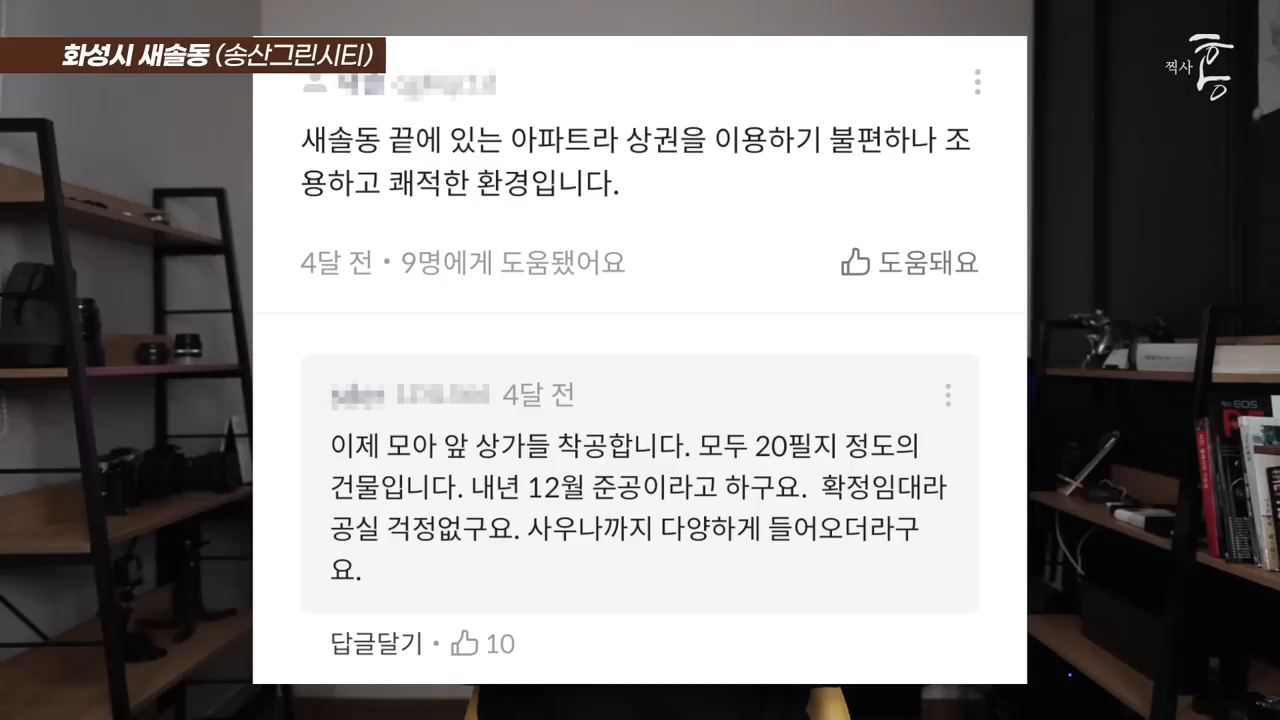 화성시 새솔동 (송산그린시티)
찍사 흥
새솔동 끝에 있는 아파트라 상권을 이용하기 불편하나 조
용하고 쾌적한 환경입니다.
4달 전 • 9명에게 도움됐어요
도움돼요
4달 전
이제 모아 앞 상가들 착공합니다. 모두 20필지 정도의
건물입니다. 내년 12월 준공이라고 하구요. 확정임대라
공실 걱정없구요. 사우나까지 다양하게 들어오더라구
요.
답글달기 • 10
EOS